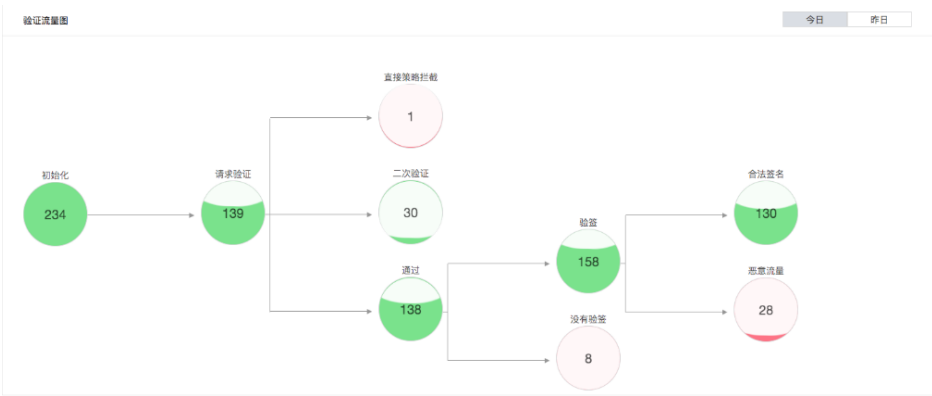 验证流量图
今日
昨日
直接策略拦截
1
初始化
234
请求验证
139
二次验证
30
通过
138
验签
158
没有验签
8
合法签名
130
恶意流量
28